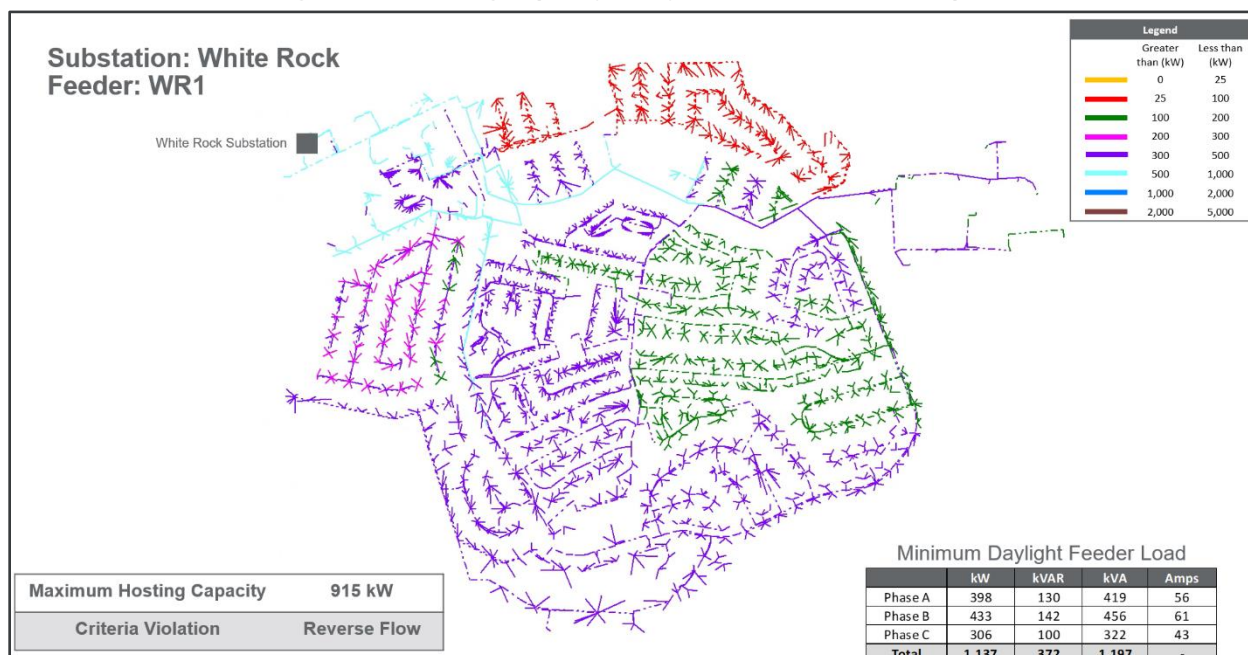 Substation: White Rock
Feeder: WR1
White Rock Substation
Legend
Greater than (kW) Less than (kW)
0 25
25 100
100 200
200 300
300 500
500 1,000
1,000 2,000
2,000 5,000
Maximum Hosting Capacity 915 kW
Criteria Violation Reverse Flow
Minimum Daylight Feeder Load
kW kVAR kVA Amps
Phase A 398 130 419 56
Phase B 433 142 456 61
Phase C 306 100 322 43
Total 1,137 372 1,197 -